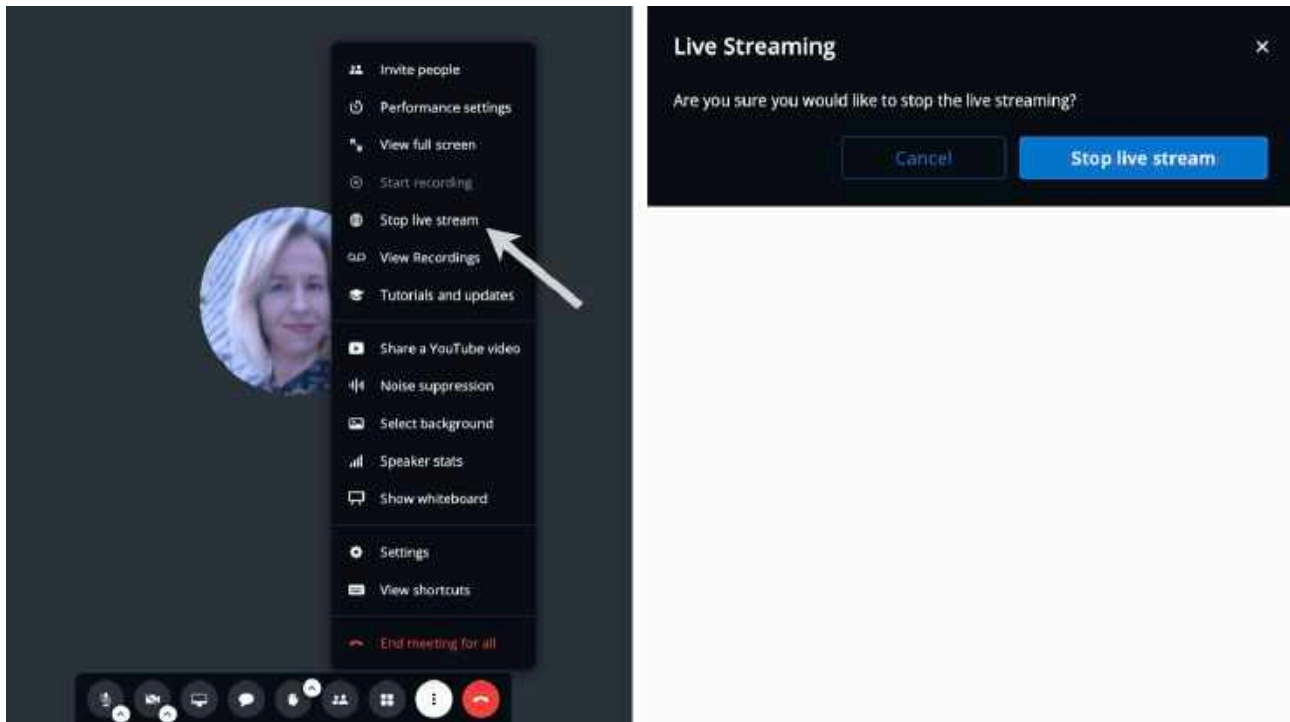 Invite people
Performance settings
View full screen
Start recording
Stop live stream
View Recordings
Tutorials and updates
Share a YouTube video
Noise suppression
Select background
Speaker stats
Show whiteboard
Settings
View shortcuts
End meeting for all
Live Streaming
Are you sure you would like to stop the live streaming?
Cancel
Stop live stream